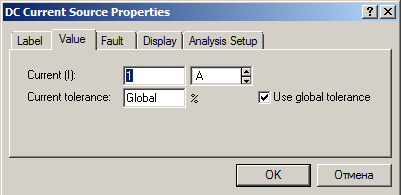 DC Current Source Properties
Label Value Fault Display Analysis Setup
Current (I): 1 A
Current tolerance: Global % Use global tolerance
OK Отмена